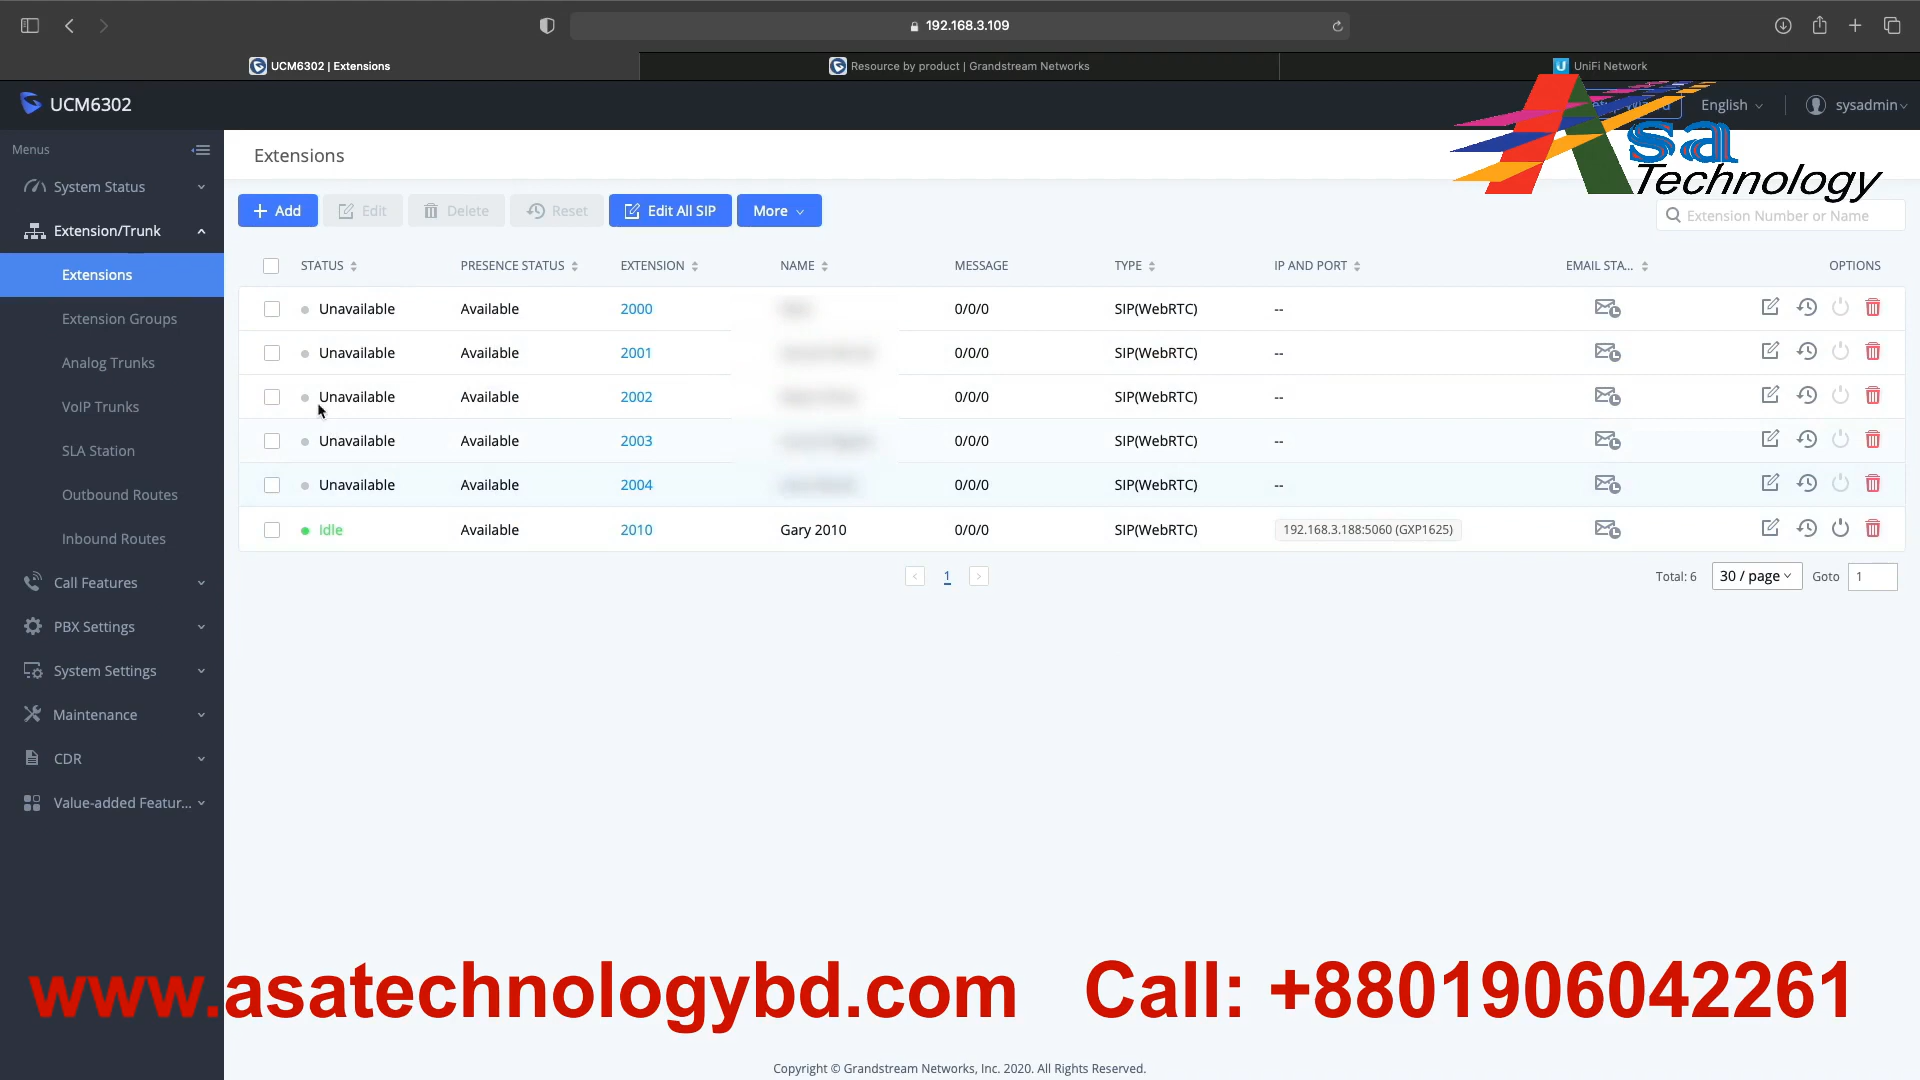 192.168.3.109
UCM6302 | Extensions
Resource by product | Grandstream Networks
UniFi Network
UCM6302
English
sysadmin
Asa
Technology
Menus
System Status
Extension/Trunk
Extensions
Extension Groups
Analog Trunks
VoIP Trunks
SLA Station
Outbound Routes
Inbound Routes
Call Features
PBX Settings
System Settings
Maintenance
CDR
Value-added Featur...
Extensions
Add Edit Delete Reset Edit All SIP More
Extension Number or Name
STATUS PRESENCE STATUS EXTENSION NAME MESSAGE TYPE IP AND PORT EMAIL STA... OPTIONS
Unavailable Available 2000 0/0/0 SIP(WebRTC) --
Unavailable Available 2001 0/0/0 SIP(WebRTC) --
Unavailable Available 2002 0/0/0 SIP(WebRTC) --
Unavailable Available 2003 0/0/0 SIP(WebRTC) --
Unavailable Available 2004 0/0/0 SIP(WebRTC) --
Idle Available 2010 Gary 2010 0/0/0 SIP(WebRTC) 192.168.3.188:5060 (GXP1625)
< 1 > Total: 6 30 / page Goto 1
www.asatechnologybd.com Call: +8801906042261
Copyright © Grandstream Networks, Inc. 2020. All Rights Reserved.